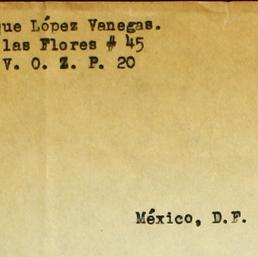 que López Vanegas.
las Flores # 45
V. O. Z. P. 20
México, D.F.